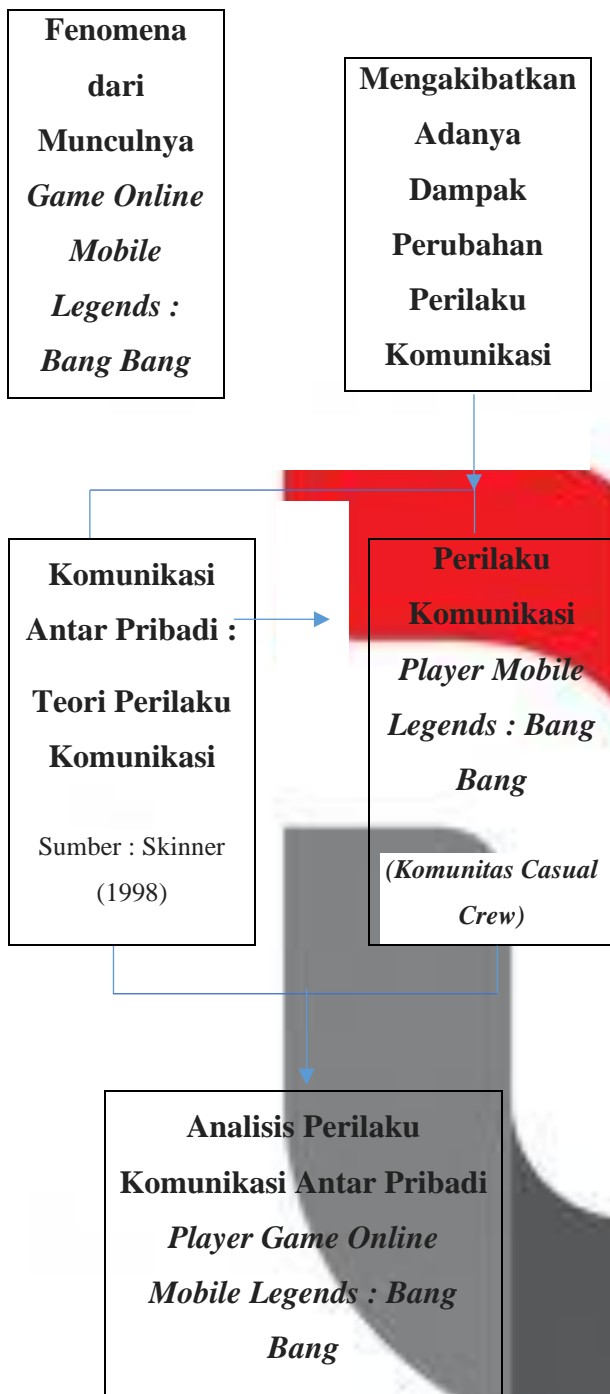 Fenomena
dari
Munculnya
Game Online
Mobile
Legends :
Bang Bang
Mengakibatkan
Adanya
Dampak
Perubahan
Perilaku
Komunikasi
Komunikasi
Antar Pribadi :
Teori Perilaku
Komunikasi
Sumber : Skinner
(1998)
Perilaku
Komunikasi
Player Mobile
Legends : Bang
Bang
(Komunitas Casual
Crew)
Analisis Perilaku
Komunikasi Antar Pribadi
Player Game Online
Mobile Legends : Bang
Bang